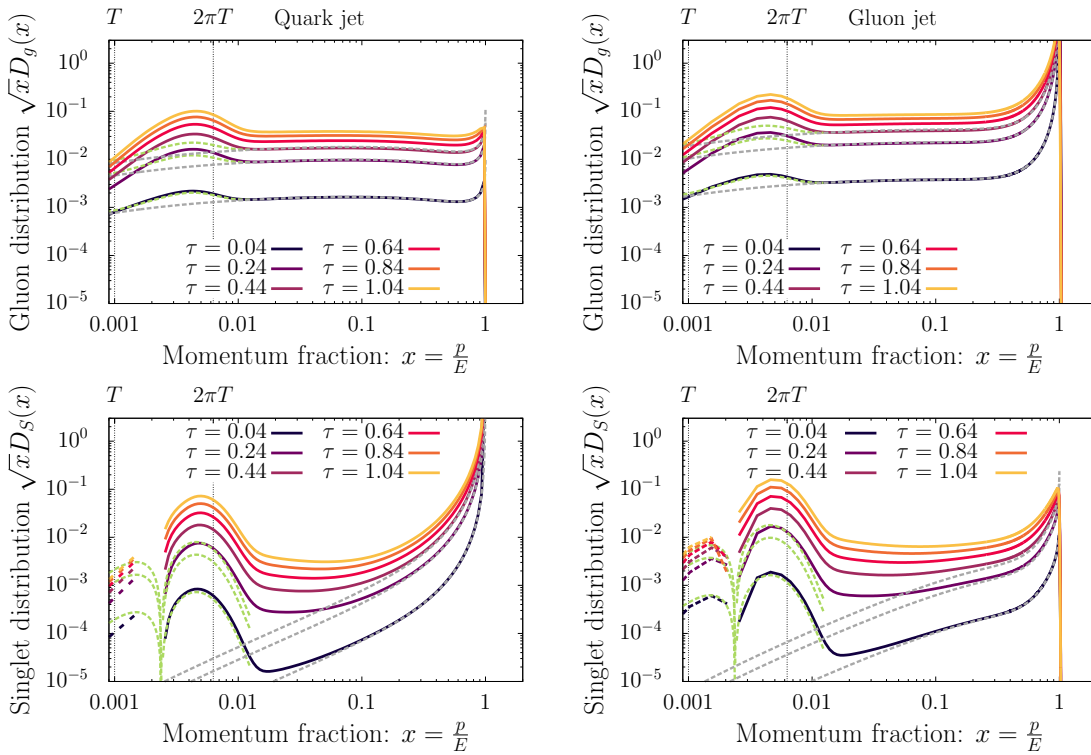 T 2πT Quark jet
Gluon distribution √xD_g(x)
10^0
10^−1
10^−2
10^−3
10^−4
10^−5
τ = 0.04 τ = 0.64
τ = 0.24 τ = 0.84
τ = 0.44 τ = 1.04
0.001 0.01 0.1 1
Momentum fraction: x = p/E
T 2πT Gluon jet
Gluon distribution √xD_g(x)
10^0
10^−1
10^−2
10^−3
10^−4
10^−5
τ = 0.04 τ = 0.64
τ = 0.24 τ = 0.84
τ = 0.44 τ = 1.04
0.001 0.01 0.1 1
Momentum fraction: x = p/E
T 2πT
Singlet distribution √xD_S(x)
10^0
10^−1
10^−2
10^−3
10^−4
10^−5
τ = 0.04 τ = 0.64
τ = 0.24 τ = 0.84
τ = 0.44 τ = 1.04
0.001 0.01 0.1 1
Momentum fraction: x = p/E
T 2πT
Singlet distribution √xD_S(x)
10^0
10^−1
10^−2
10^−3
10^−4
10^−5
τ = 0.04 τ = 0.64
τ = 0.24 τ = 0.84
τ = 0.44 τ = 1.04
0.001 0.01 0.1 1
Momentum fraction: x = p/E